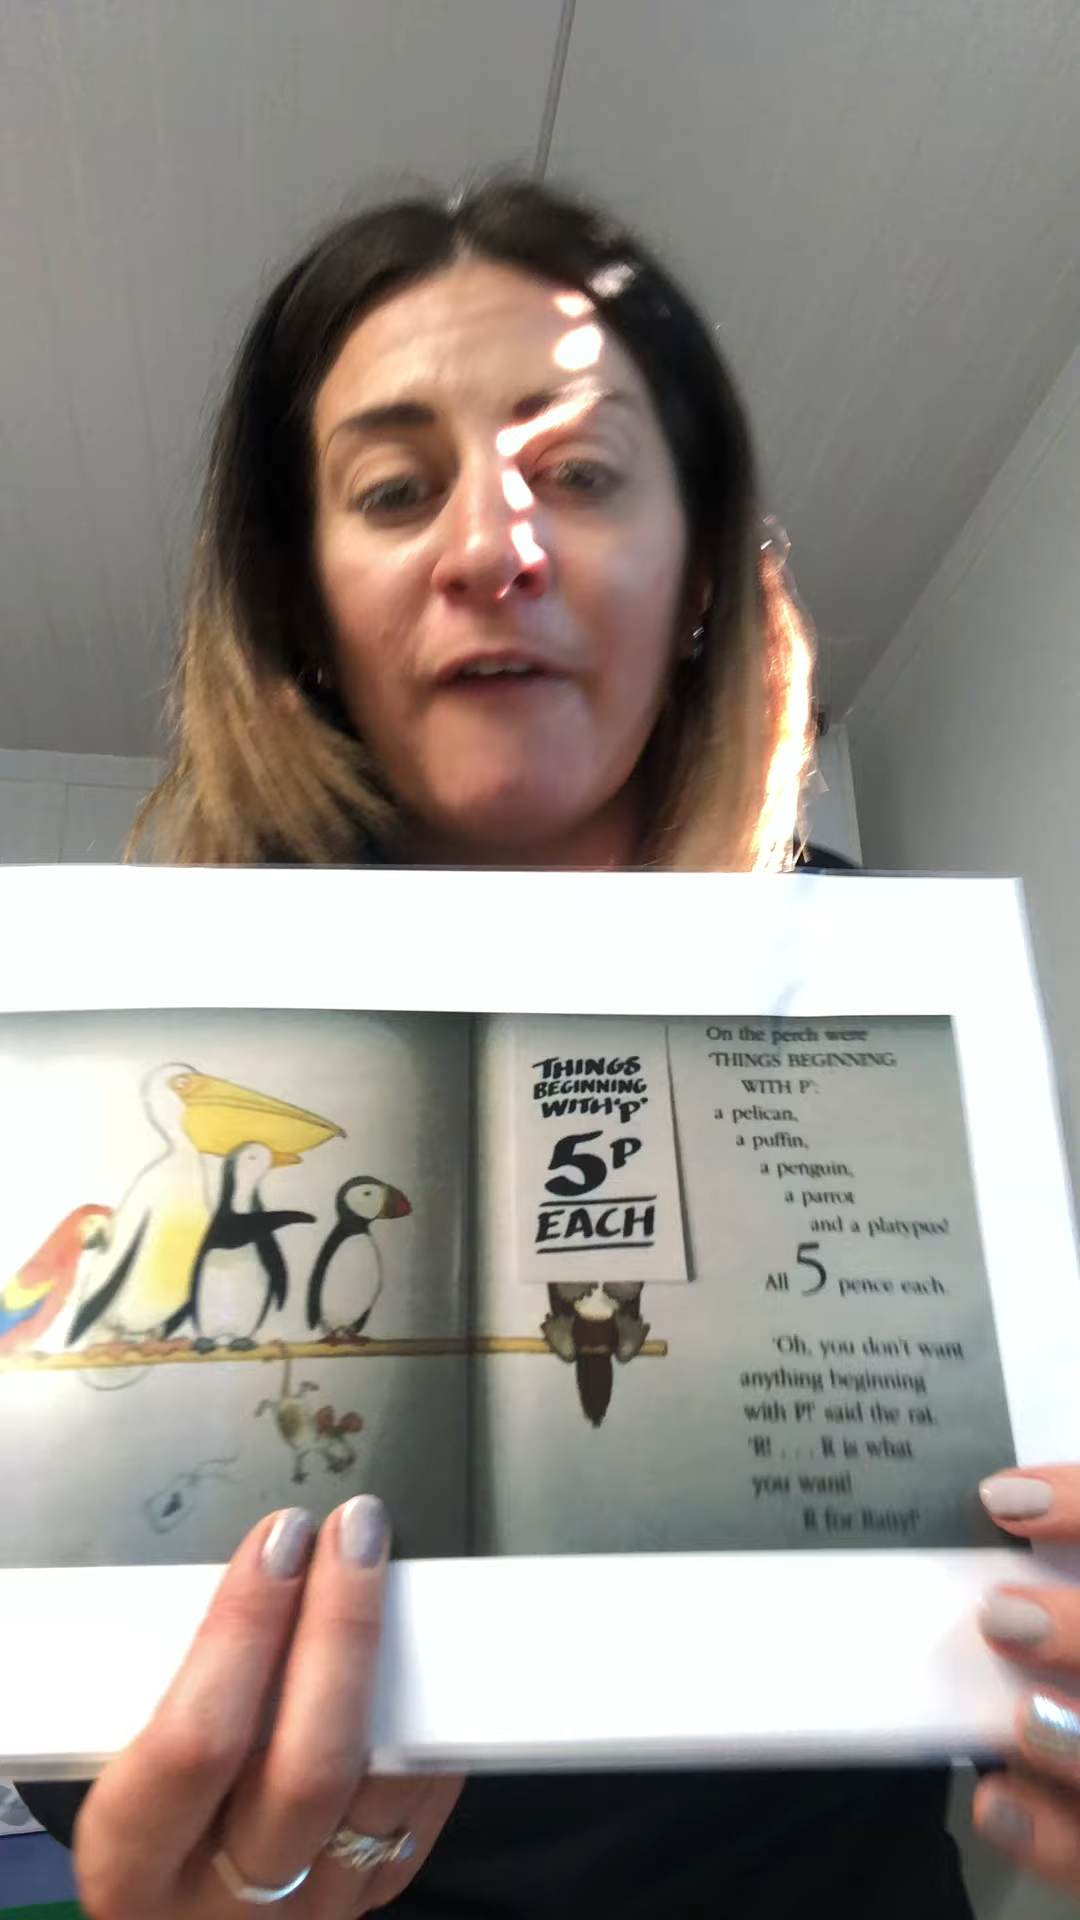 THINGS
BEGINNING
WITH 'P'
5P
EACH
On the perch were
'THINGS BEGINNING
WITH P':
a pelican,
a puffin,
a penguin,
a parrot
and a platypus!
All 5 pence each.
'Oh, you don't want
anything beginning
with P!' said the rat.
'R! . . . R is what
you want!
R for Ratty!'